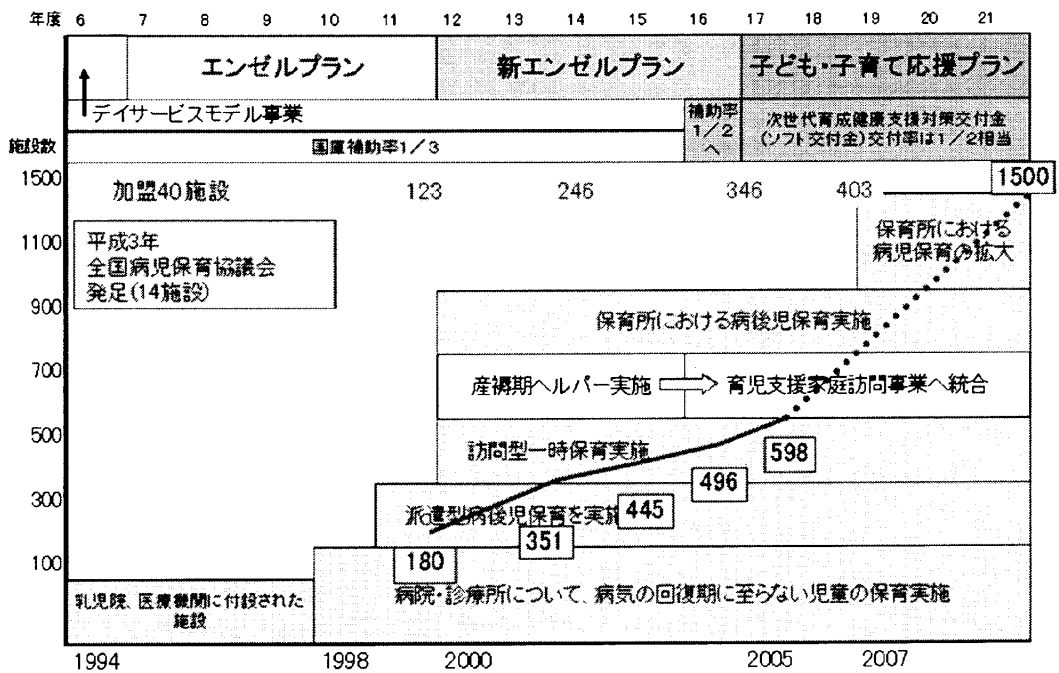 年度 6 7 8 9 10 11 12 13 14 15 16 17 18 19 20 21
エンゼルプラン 新エンゼルプラン 子ども・子育て応援プラン
デイサービスモデル事業
補助率
1/2
へ
次世代育成健康支援対策交付金
(ソフト交付金)交付率は1/2相当
施設数
国庫補助率1/3
1500
加盟40施設 123 246 346 403 1500
平成3年
全国病児保育協議会
発足(14施設)
1100
保育所における
病児保育の拡大
900
保育所における病後児保育実施
700
産褥期ヘルパー実施 育児支援家庭訪問事業へ統合
500
訪問型一時保育実施
598
496
300
派遣型病後児保育を実施
445
351
180
100
病院・診療所について、病気の回復期に至らない児童の保育実施
乳児院、医療機関に付設された
施設
1994 1998 2000 2005 2007